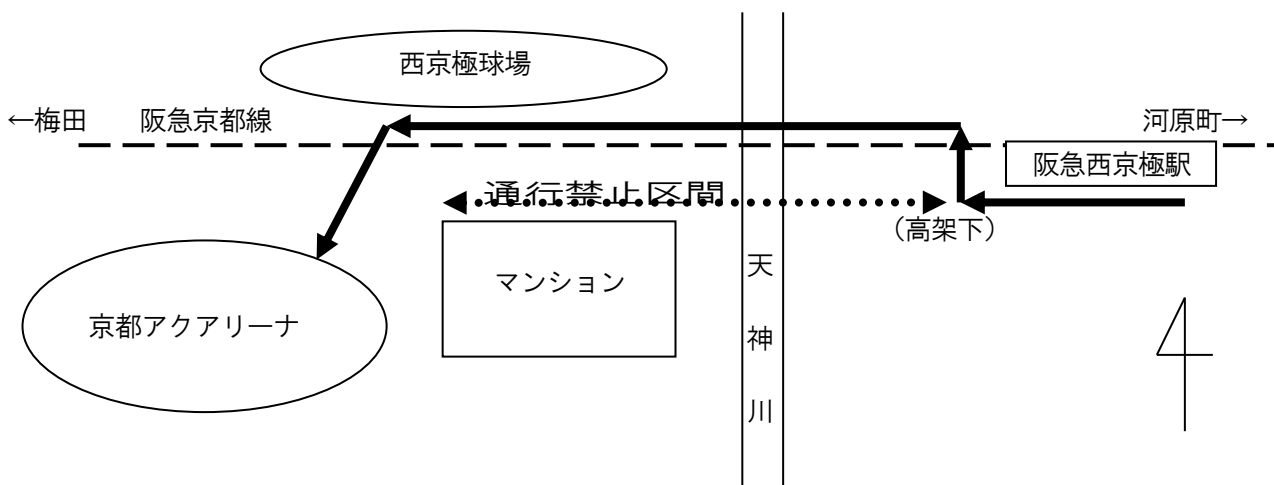 西京極球場
←梅田
阪急京都線
河原町→
阪急西京極駅
通行禁止区間
（高架下）
マンション
京都アクアリーナ
天神川